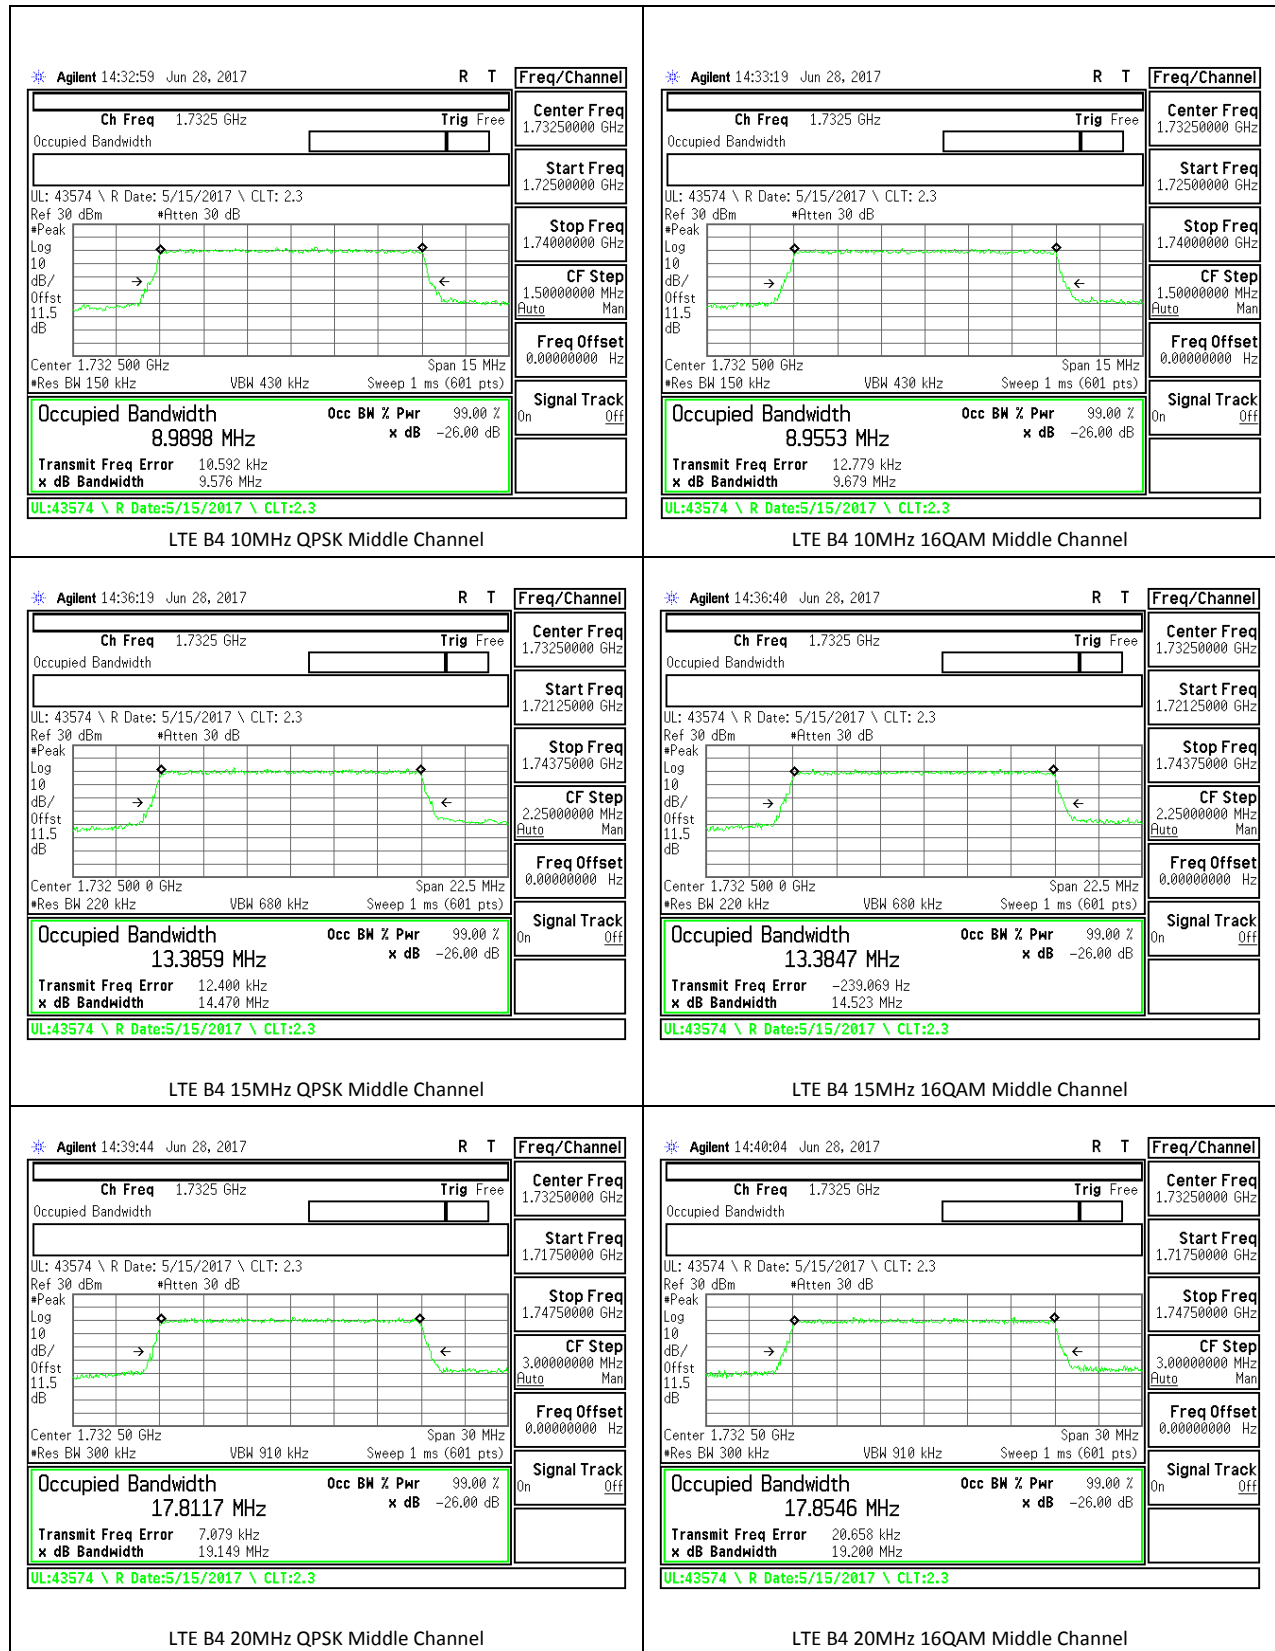 Agilent 14:32:59 Jun 28, 2017 R T Freq/Channel
Ch Freq 1.7325 GHz Trig Free
Occupied Bandwidth
Center Freq
1.73250000 GHz
Start Freq
1.72500000 GHz
UL: 43574 \ R Date: 5/15/2017 \ CLT: 2.3
Ref 30 dBm #Atten 30 dB
#Peak
Log
10
dB/
Offst
11.5
dB
Stop Freq
1.74000000 GHz
CF Step
1.50000000 MHz
Auto Man
Freq Offset
0.00000000 Hz
Center 1.732 500 GHz Span 15 MHz
#Res BW 150 kHz VBW 430 kHz Sweep 1 ms (601 pts)
Signal Track
On Off
Occupied Bandwidth Occ BW % Pwr 99.00 %
8.9898 MHz x dB -26.00 dB
Transmit Freq Error 10.592 kHz
x dB Bandwidth 9.576 MHz
UL:43574 \ R Date:5/15/2017 \ CLT:2.3
LTE B4 10MHz QPSK Middle Channel
Agilent 14:33:19 Jun 28, 2017 R T Freq/Channel
Ch Freq 1.7325 GHz Trig Free
Occupied Bandwidth
Center Freq
1.73250000 GHz
Start Freq
1.72500000 GHz
UL: 43574 \ R Date: 5/15/2017 \ CLT: 2.3
Ref 30 dBm #Atten 30 dB
#Peak
Log
10
dB/
Offst
11.5
dB
Stop Freq
1.74000000 GHz
CF Step
1.50000000 MHz
Auto Man
Freq Offset
0.00000000 Hz
Center 1.732 500 GHz Span 15 MHz
#Res BW 150 kHz VBW 430 kHz Sweep 1 ms (601 pts)
Signal Track
On Off
Occupied Bandwidth Occ BW % Pwr 99.00 %
8.9553 MHz x dB -26.00 dB
Transmit Freq Error 12.779 kHz
x dB Bandwidth 9.679 MHz
UL:43574 \ R Date:5/15/2017 \ CLT:2.3
LTE B4 10MHz 16QAM Middle Channel
Agilent 14:36:19 Jun 28, 2017 R T Freq/Channel
Ch Freq 1.7325 GHz Trig Free
Occupied Bandwidth
Center Freq
1.73250000 GHz
Start Freq
1.72125000 GHz
UL: 43574 \ R Date: 5/15/2017 \ CLT: 2.3
Ref 30 dBm #Atten 30 dB
#Peak
Log
10
dB/
Offst
11.5
dB
Stop Freq
1.74375000 GHz
CF Step
2.25000000 MHz
Auto Man
Freq Offset
0.00000000 Hz
Center 1.732 500 0 GHz Span 22.5 MHz
#Res BW 220 kHz VBW 680 kHz Sweep 1 ms (601 pts)
Signal Track
On Off
Occupied Bandwidth Occ BW % Pwr 99.00 %
13.3859 MHz x dB -26.00 dB
Transmit Freq Error 12.400 kHz
x dB Bandwidth 14.470 MHz
UL:43574 \ R Date:5/15/2017 \ CLT:2.3
LTE B4 15MHz QPSK Middle Channel
Agilent 14:36:40 Jun 28, 2017 R T Freq/Channel
Ch Freq 1.7325 GHz Trig Free
Occupied Bandwidth
Center Freq
1.73250000 GHz
Start Freq
1.72125000 GHz
UL: 43574 \ R Date: 5/15/2017 \ CLT: 2.3
Ref 30 dBm #Atten 30 dB
#Peak
Log
10
dB/
Offst
11.5
dB
Stop Freq
1.74375000 GHz
CF Step
2.25000000 MHz
Auto Man
Freq Offset
0.00000000 Hz
Center 1.732 500 0 GHz Span 22.5 MHz
#Res BW 220 kHz VBW 680 kHz Sweep 1 ms (601 pts)
Signal Track
On Off
Occupied Bandwidth Occ BW % Pwr 99.00 %
13.3847 MHz x dB -26.00 dB
Transmit Freq Error -239.069 Hz
x dB Bandwidth 14.523 MHz
UL:43574 \ R Date:5/15/2017 \ CLT:2.3
LTE B4 15MHz 16QAM Middle Channel
Agilent 14:39:44 Jun 28, 2017 R T Freq/Channel
Ch Freq 1.7325 GHz Trig Free
Occupied Bandwidth
Center Freq
1.73250000 GHz
Start Freq
1.71750000 GHz
UL: 43574 \ R Date: 5/15/2017 \ CLT: 2.3
Ref 30 dBm #Atten 30 dB
#Peak
Log
10
dB/
Offst
11.5
dB
Stop Freq
1.74750000 GHz
CF Step
3.00000000 MHz
Auto Man
Freq Offset
0.00000000 Hz
Center 1.732 50 GHz Span 30 MHz
#Res BW 300 kHz VBW 910 kHz Sweep 1 ms (601 pts)
Signal Track
On Off
Occupied Bandwidth Occ BW % Pwr 99.00 %
17.8117 MHz x dB -26.00 dB
Transmit Freq Error 7.079 kHz
x dB Bandwidth 19.149 MHz
UL:43574 \ R Date:5/15/2017 \ CLT:2.3
LTE B4 20MHz QPSK Middle Channel
Agilent 14:40:04 Jun 28, 2017 R T Freq/Channel
Ch Freq 1.7325 GHz Trig Free
Occupied Bandwidth
Center Freq
1.73250000 GHz
Start Freq
1.71750000 GHz
UL: 43574 \ R Date: 5/15/2017 \ CLT: 2.3
Ref 30 dBm #Atten 30 dB
#Peak
Log
10
dB/
Offst
11.5
dB
Stop Freq
1.74750000 GHz
CF Step
3.00000000 MHz
Auto Man
Freq Offset
0.00000000 Hz
Center 1.732 50 GHz Span 30 MHz
#Res BW 300 kHz VBW 910 kHz Sweep 1 ms (601 pts)
Signal Track
On Off
Occupied Bandwidth Occ BW % Pwr 99.00 %
17.8546 MHz x dB -26.00 dB
Transmit Freq Error 20.658 kHz
x dB Bandwidth 19.200 MHz
UL:43574 \ R Date:5/15/2017 \ CLT:2.3
LTE B4 20MHz 16QAM Middle Channel